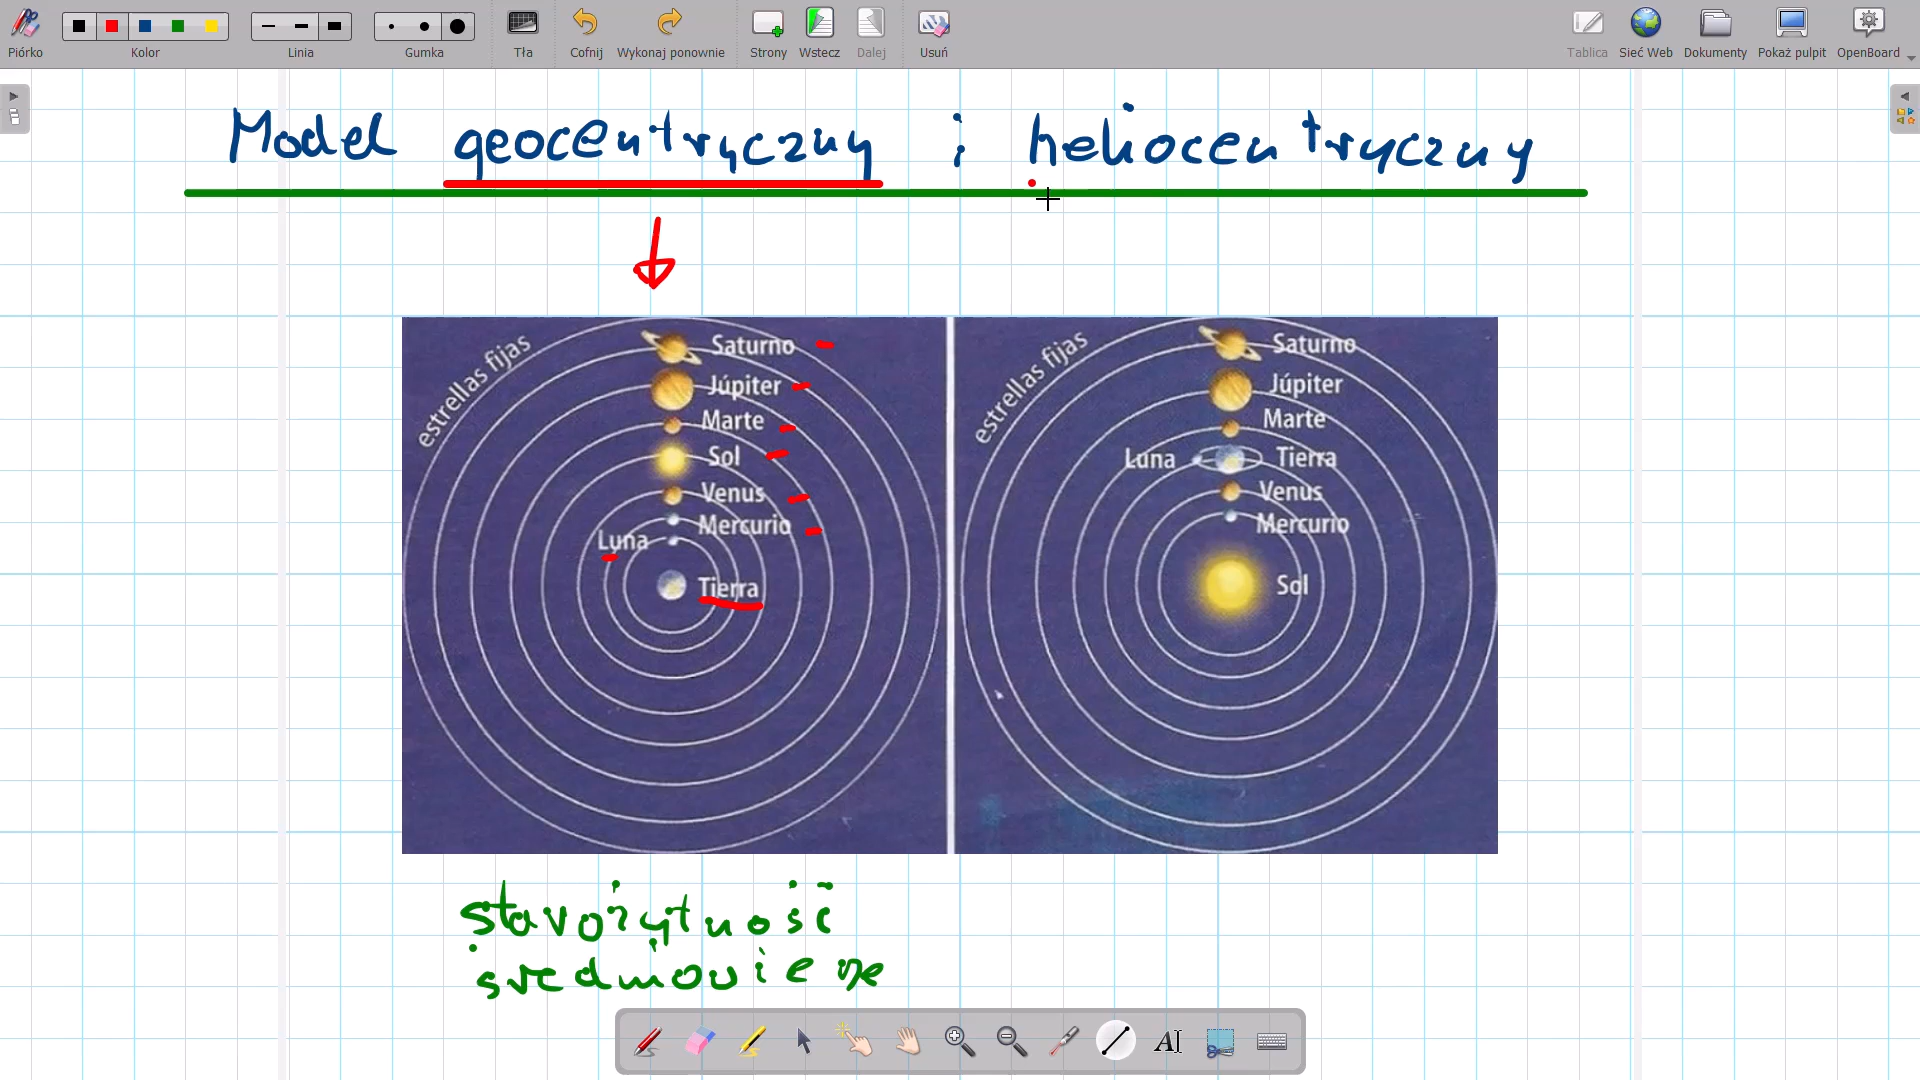 Piórko
Kolor
Linia
Gumka
Tła
Cofnij
Wykonaj ponownie
Strony
Wstecz
Dalej
Usuń
Tablica
Sieć Web
Dokumenty
Pokaż pulpit
OpenBoard
Model geocentryczny i heliocentryczny
estrellas fijas
Saturno
Júpiter
Marte
Sol
Venus
Mercurio
Luna
Tierra
estrellas fijas
Saturno
Júpiter
Marte
Luna
Tierra
Venus
Mercurio
Sol
starożytność
AI